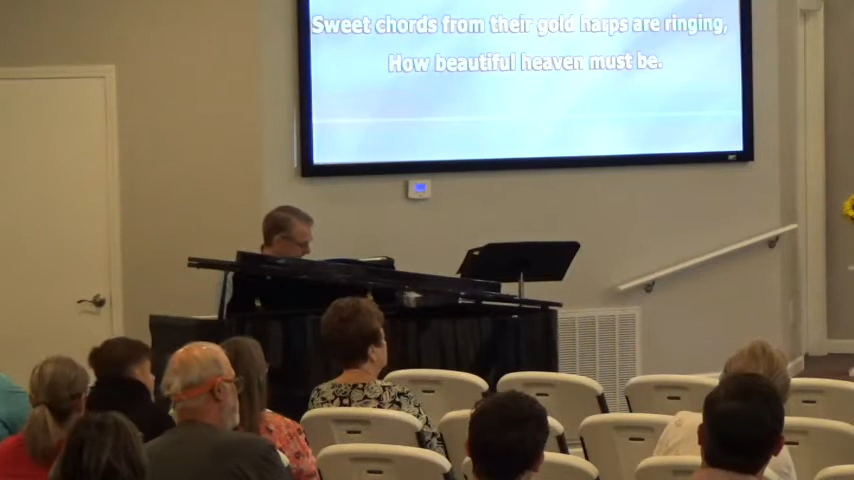 Sweet chords from their gold harps are ringing,
How beautiful heaven must be.